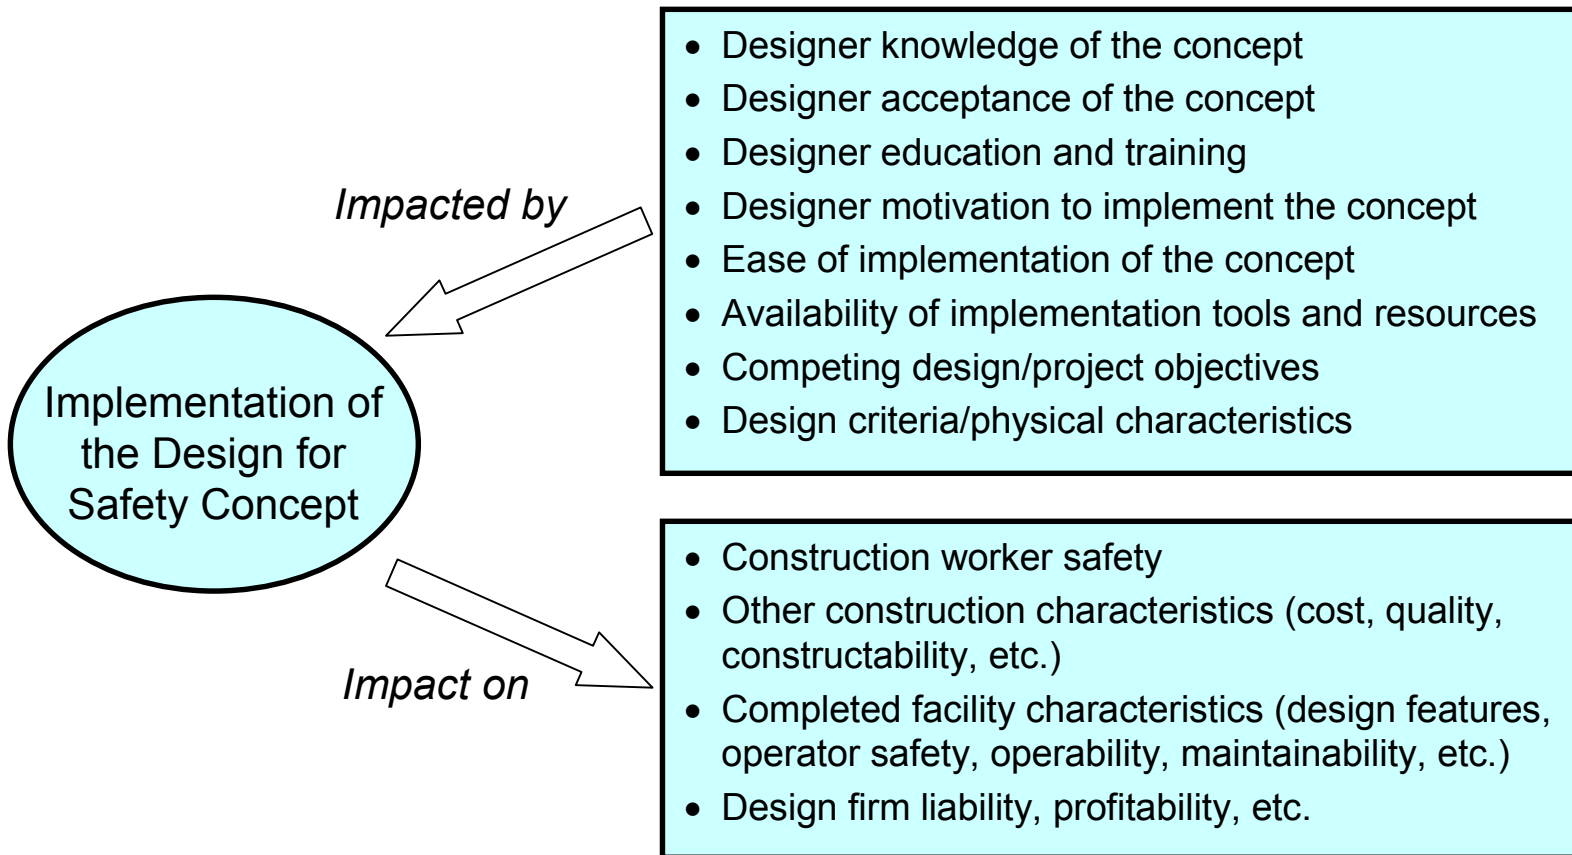 • Designer knowledge of the concept
• Designer acceptance of the concept
• Designer education and training
• Designer motivation to implement the concept
• Ease of implementation of the concept
• Availability of implementation tools and resources
• Competing design/project objectives
• Design criteria/physical characteristics
Impacted by
Implementation of
the Design for
Safety Concept
Impact on
• Construction worker safety
• Other construction characteristics (cost, quality,
constructability, etc.)
• Completed facility characteristics (design features,
operator safety, operability, maintainability, etc.)
• Design firm liability, profitability, etc.